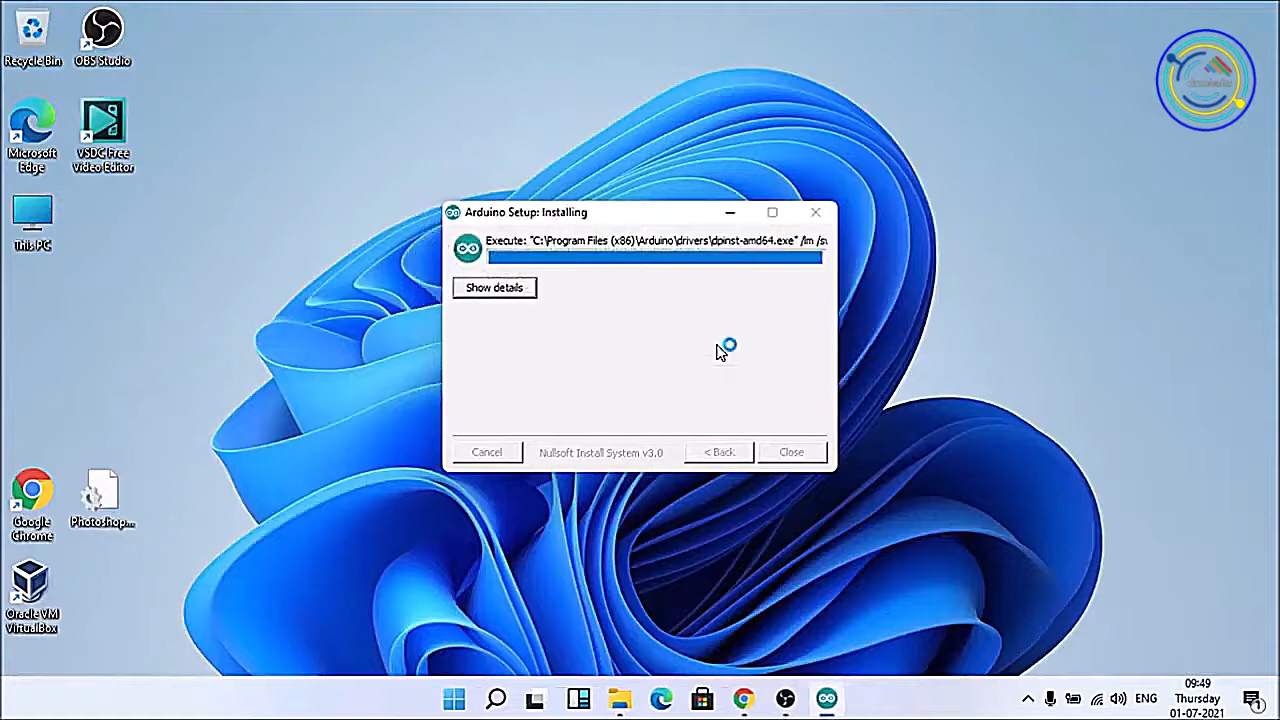 Recycle Bin
OBS Studio
Microsoft
Edge
VSDC Free
Video Editor
This PC
Google
Chrome
Photoshop...
Oracle VM
VirtualBox
Arduino Setup: Installing
Execute: "C:\Program Files (x86)\Arduino\drivers\dpinst-amd64.exe" /lm /sw
Show details
Cancel
Nullsoft Install System v3.0
< Back
Close
ENG
09:49
Thursday
01-07-2021
1